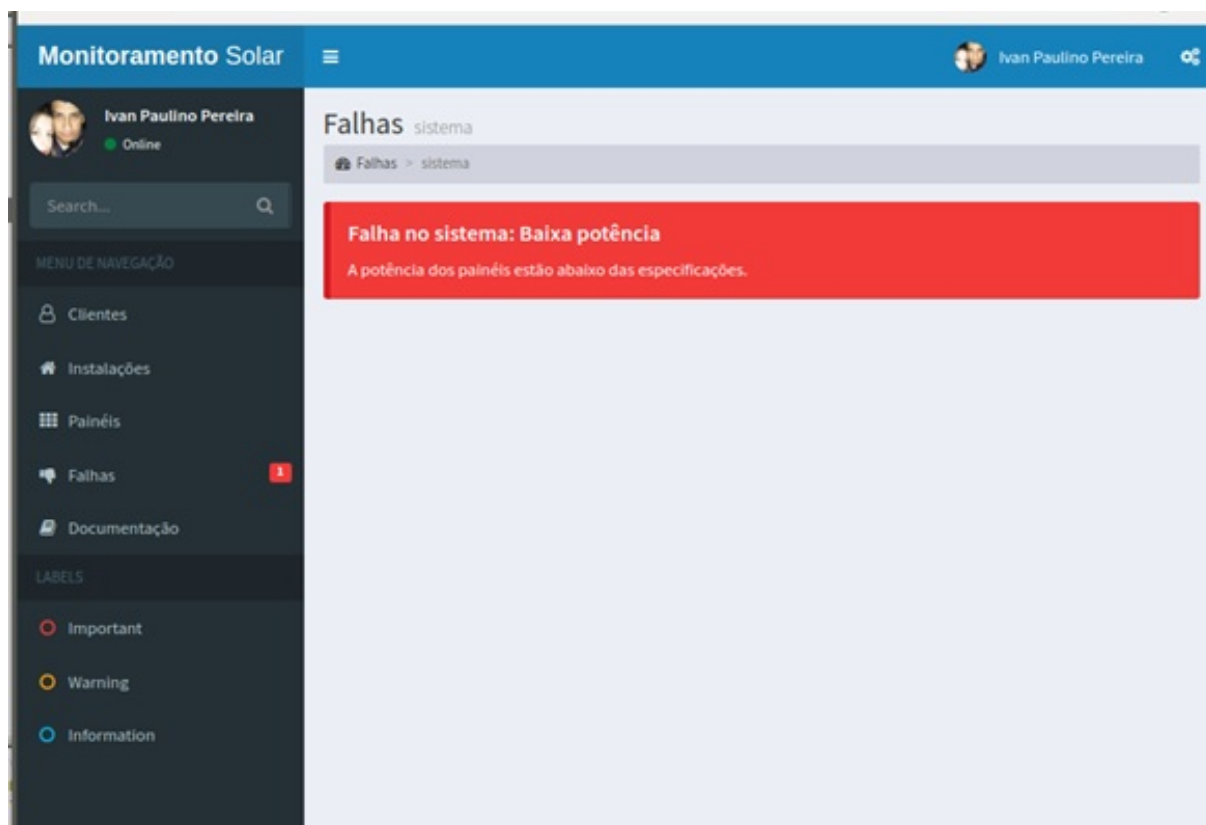 Monitoramento Solar
Ivan Paulino Pereira
Ivan Paulino Pereira
Online
Search...
MENU DE NAVEGAÇÃO
Clientes
Instalações
Painéis
Falhas 1
Documentação
LABELS
Important
Warning
Information
Falhas sistema
Falhas > sistema
Falha no sistema: Baixa potência
A potência dos painéis estão abaixo das especificações.